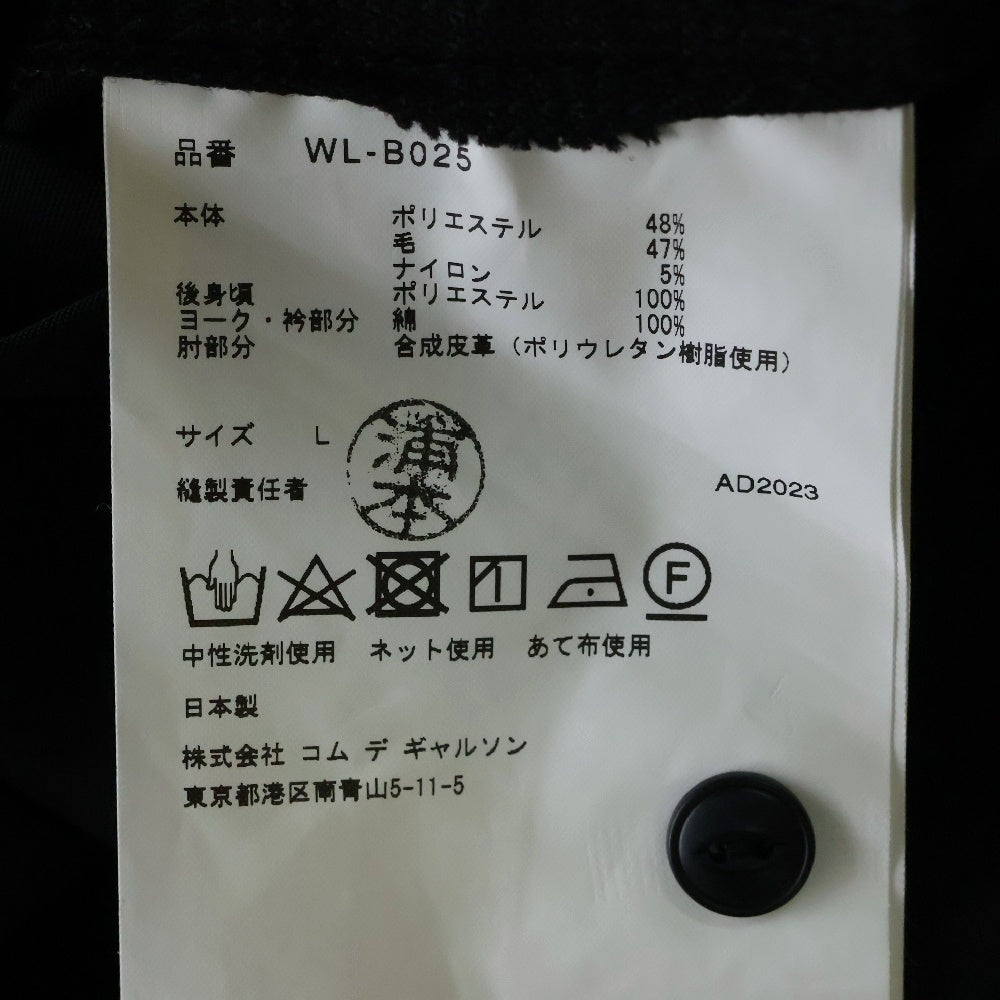 品番 WL-B025
本体 ポリエステル 48%
毛 47%
ナイロン 5%
後身頃 ポリエステル 100%
ヨーク・衿部分 綿 100%
肘部分 合成皮革（ポリウレタン樹脂使用）
サイズ L
縫製責任者 浦本
AD2023
F
中性洗剤使用 ネット使用 あて布使用
日本製
株式会社 コム デ ギャルソン
東京都港区南青山5-11-5